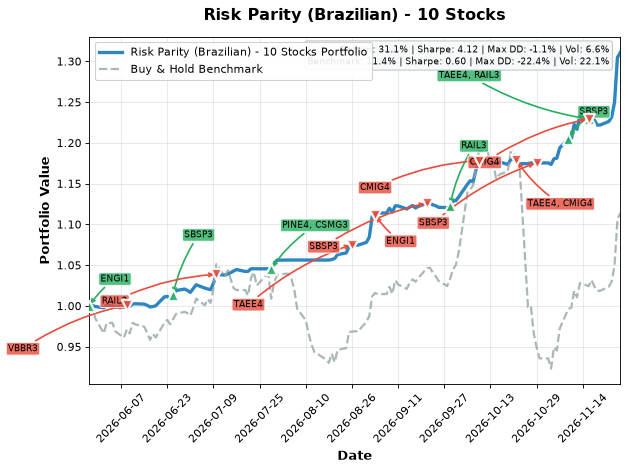 Risk Parity (Brazilian) - 10 Stocks
Risk Parity (Brazilian) - 10 Stocks Portfolio
Buy & Hold Benchmark
: 31.1% | Sharpe: 4.12 | Max DD: -1.1% | Vol: 6.6%
.4% | Sharpe: 0.60 | Max DD: -22.4% | Vol: 22.1%
TAEE4, RAIL3
SBSP3
RAIL3
CMIG4
CMIG4
TAEE4, CMIG4
SBSP3
PINE4, CSMG3
SBSP3
SBSP3
ENGI1
TAEE4
ENGI1
VBBR3
Portfolio Value
1.30
1.25
1.20
1.15
1.10
1.05
1.00
0.95
2026-06-07
2026-06-23
2026-07-09
2026-07-25
2026-08-10
2026-08-26
2026-09-11
2026-09-27
2026-10-13
2026-10-29
2026-11-14
Date